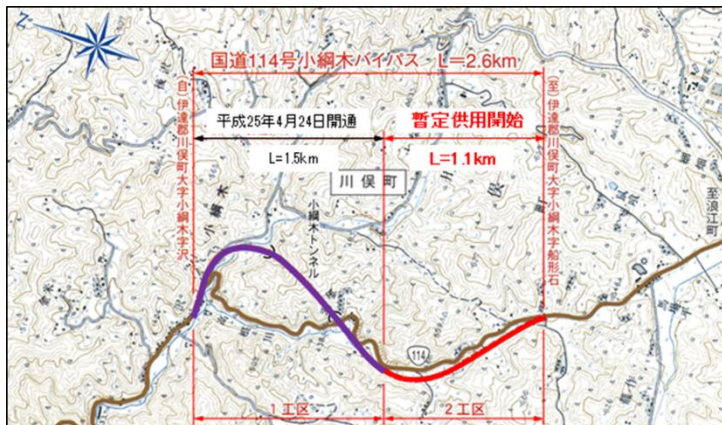 国道114号小綱木バイパス L=2.6km
平成25年4月24日開通
暫定供用開始
L=1.5km
L=1.1km
(自)伊達郡川俣町大字小綱木字沢
(至)伊達郡川俣町大字小綱木字船形石
川俣町
小綱木
小綱木トンネル
至浪江町
114
1工区
2工区